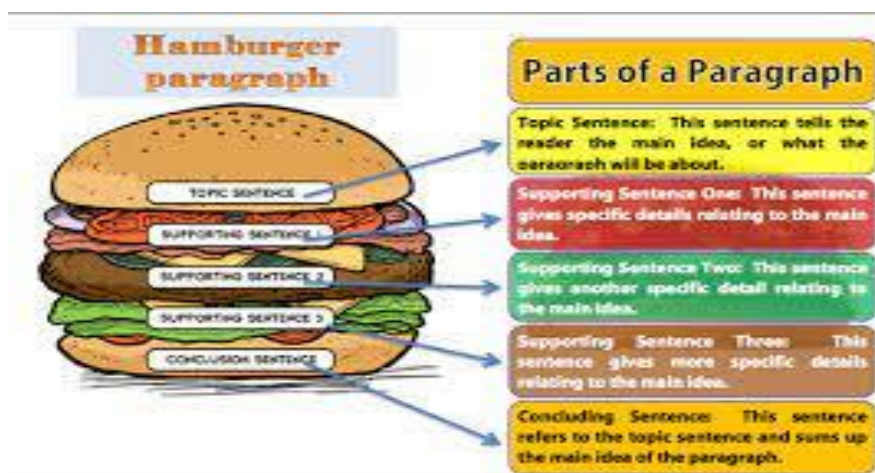 Hamburger
paragraph
TOPIC SENTENCE
SUPPORTING SENTENCE 1
SUPPORTING SENTENCE 2
SUPPORTING SENTENCE 3
CONCLUSION SENTENCE
Parts of a Paragraph
Topic Sentence: This sentence tells the
reader the main idea, or what the
paragraph will be about.
Supporting Sentence One: This sentence
gives specific details relating to the main
idea.
Supporting Sentence Two: This sentence
gives another specific detail relating to
the main idea.
Supporting Sentence Three: This
sentence gives more specific details
relating to the main idea.
Concluding Sentence: This sentence
refers to the topic sentence and sums up
the main idea of the paragraph.